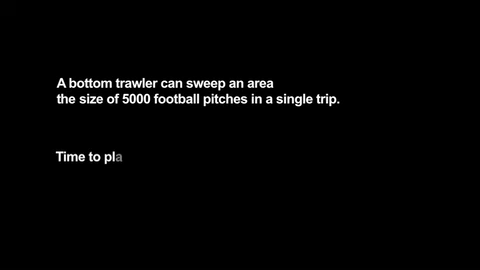 A bottom trawler can sweep an area
the size of 5000 football pitches in a single trip.
Time to pla